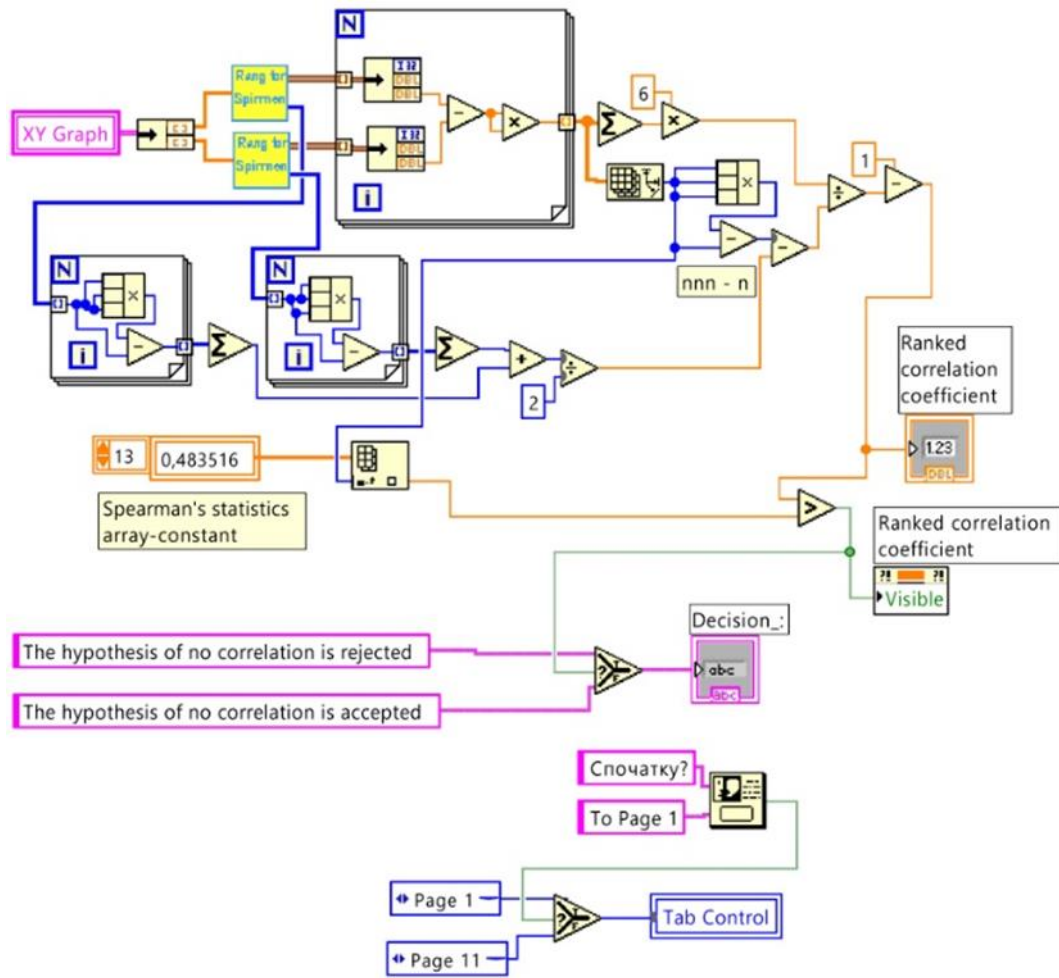 N
I32
DBL
DBL
Rang for
Spirmen
6
XY Graph
Rang for
Spirmen
I32
DBL
DBL
1
i
N
N
nnn - n
i
i
2
Ranked
correlation
coefficient
13
0,483516
1.23
DBL
Spearman's statistics
array-constant
Ranked correlation
coefficient
Visible
Decision_:
The hypothesis of no correlation is rejected
abc
abc
The hypothesis of no correlation is accepted
Спочатку?
To Page 1
Page 1
Tab Control
Page 11